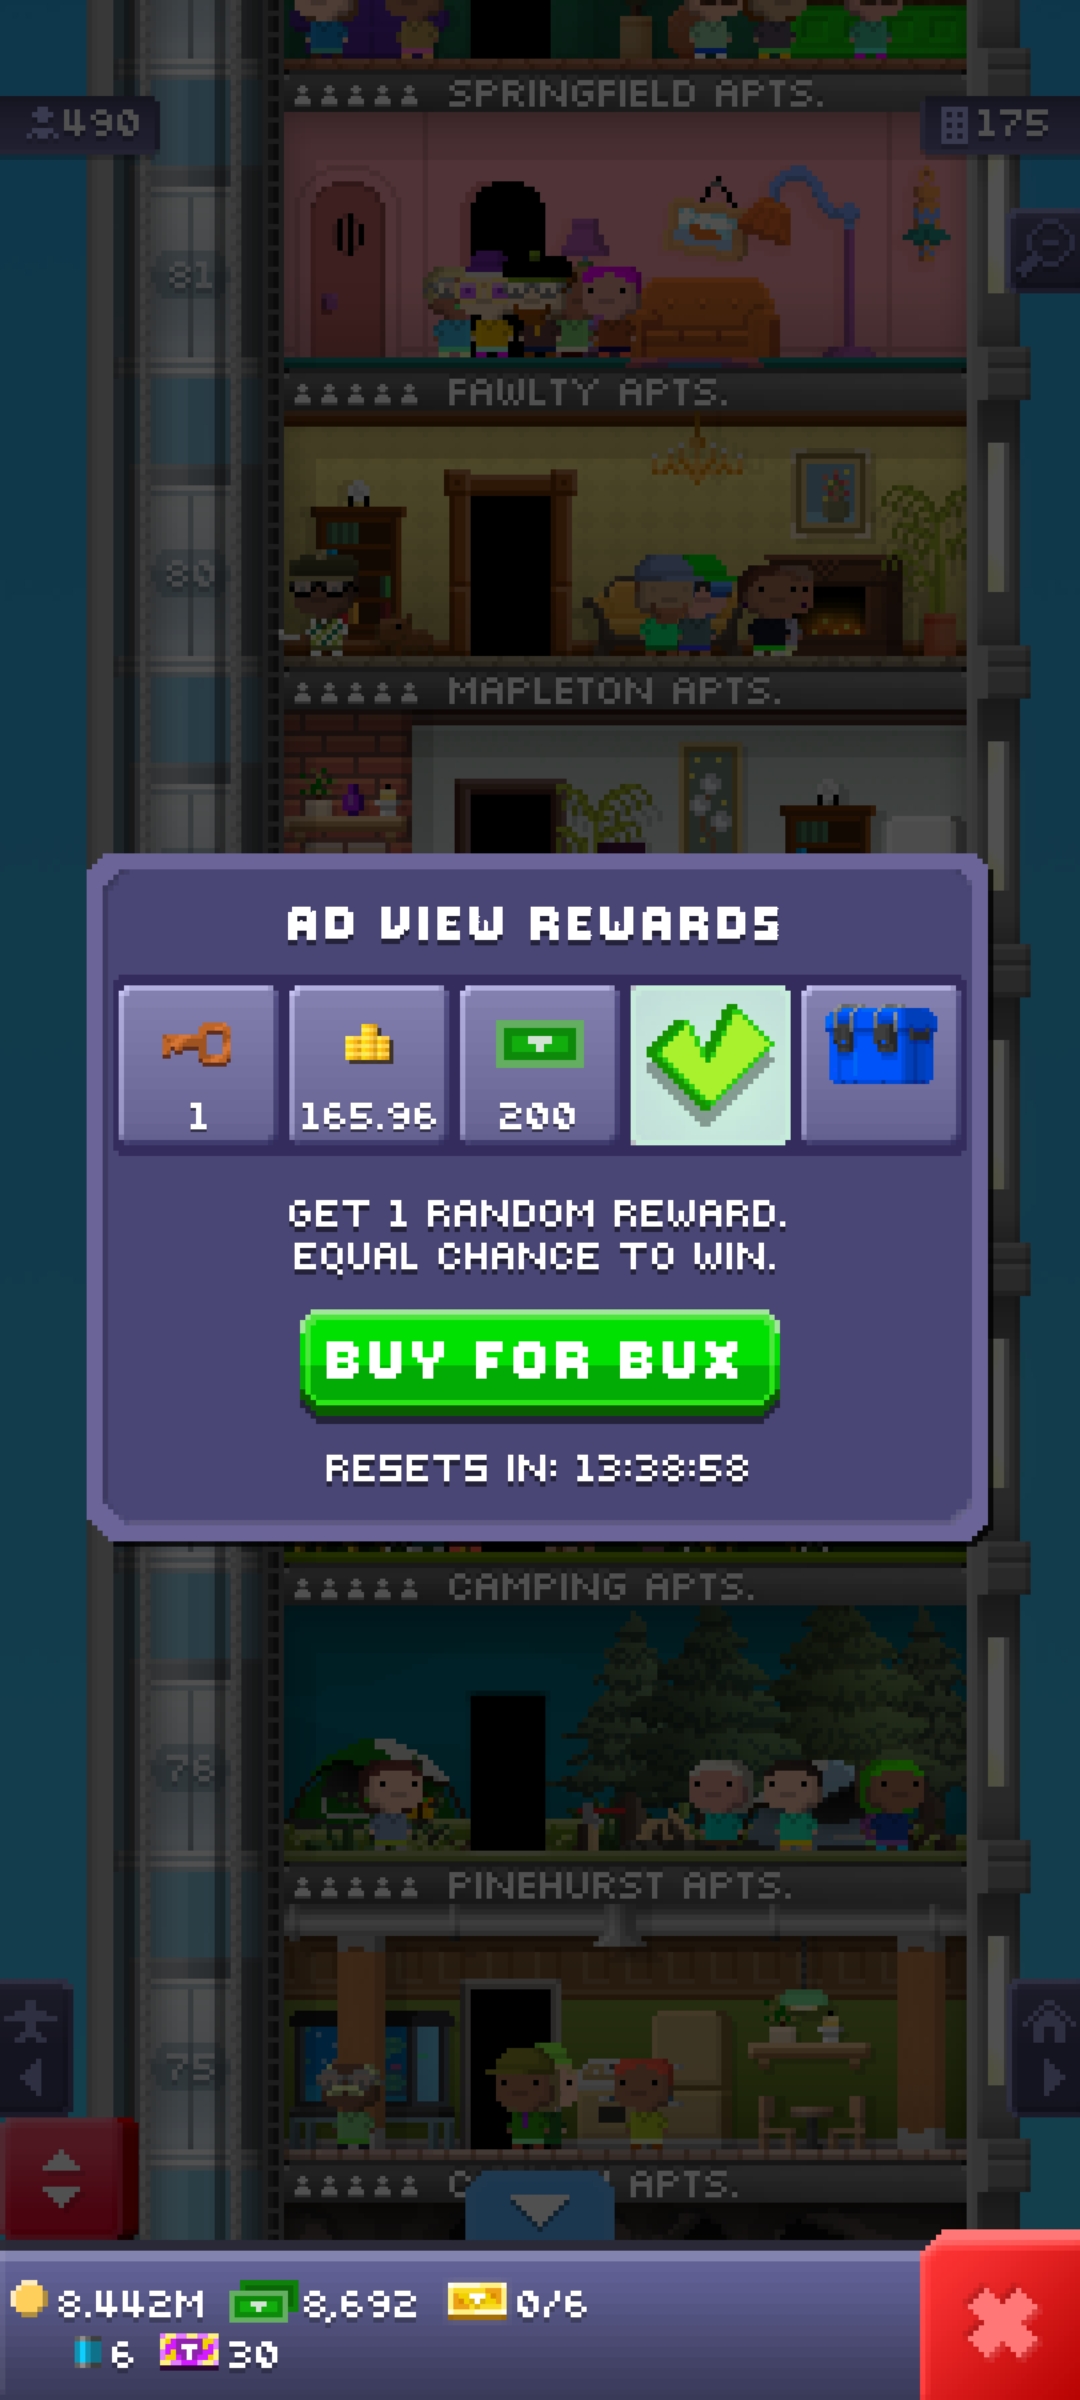 SPRINGFIELD APTS.
490
175
81
FAWLTY APTS.
80
MAPLETON APTS.
AD VIEW REWARDS
1
165.96
200
GET 1 RANDOM REWARD.
EQUAL CHANCE TO WIN.
BUY FOR BUX
RESETS IN: 13:38:58
CAMPING APTS.
78
PINEHURST APTS.
75
APTS.
8.442M
8,692
0/6
6
30